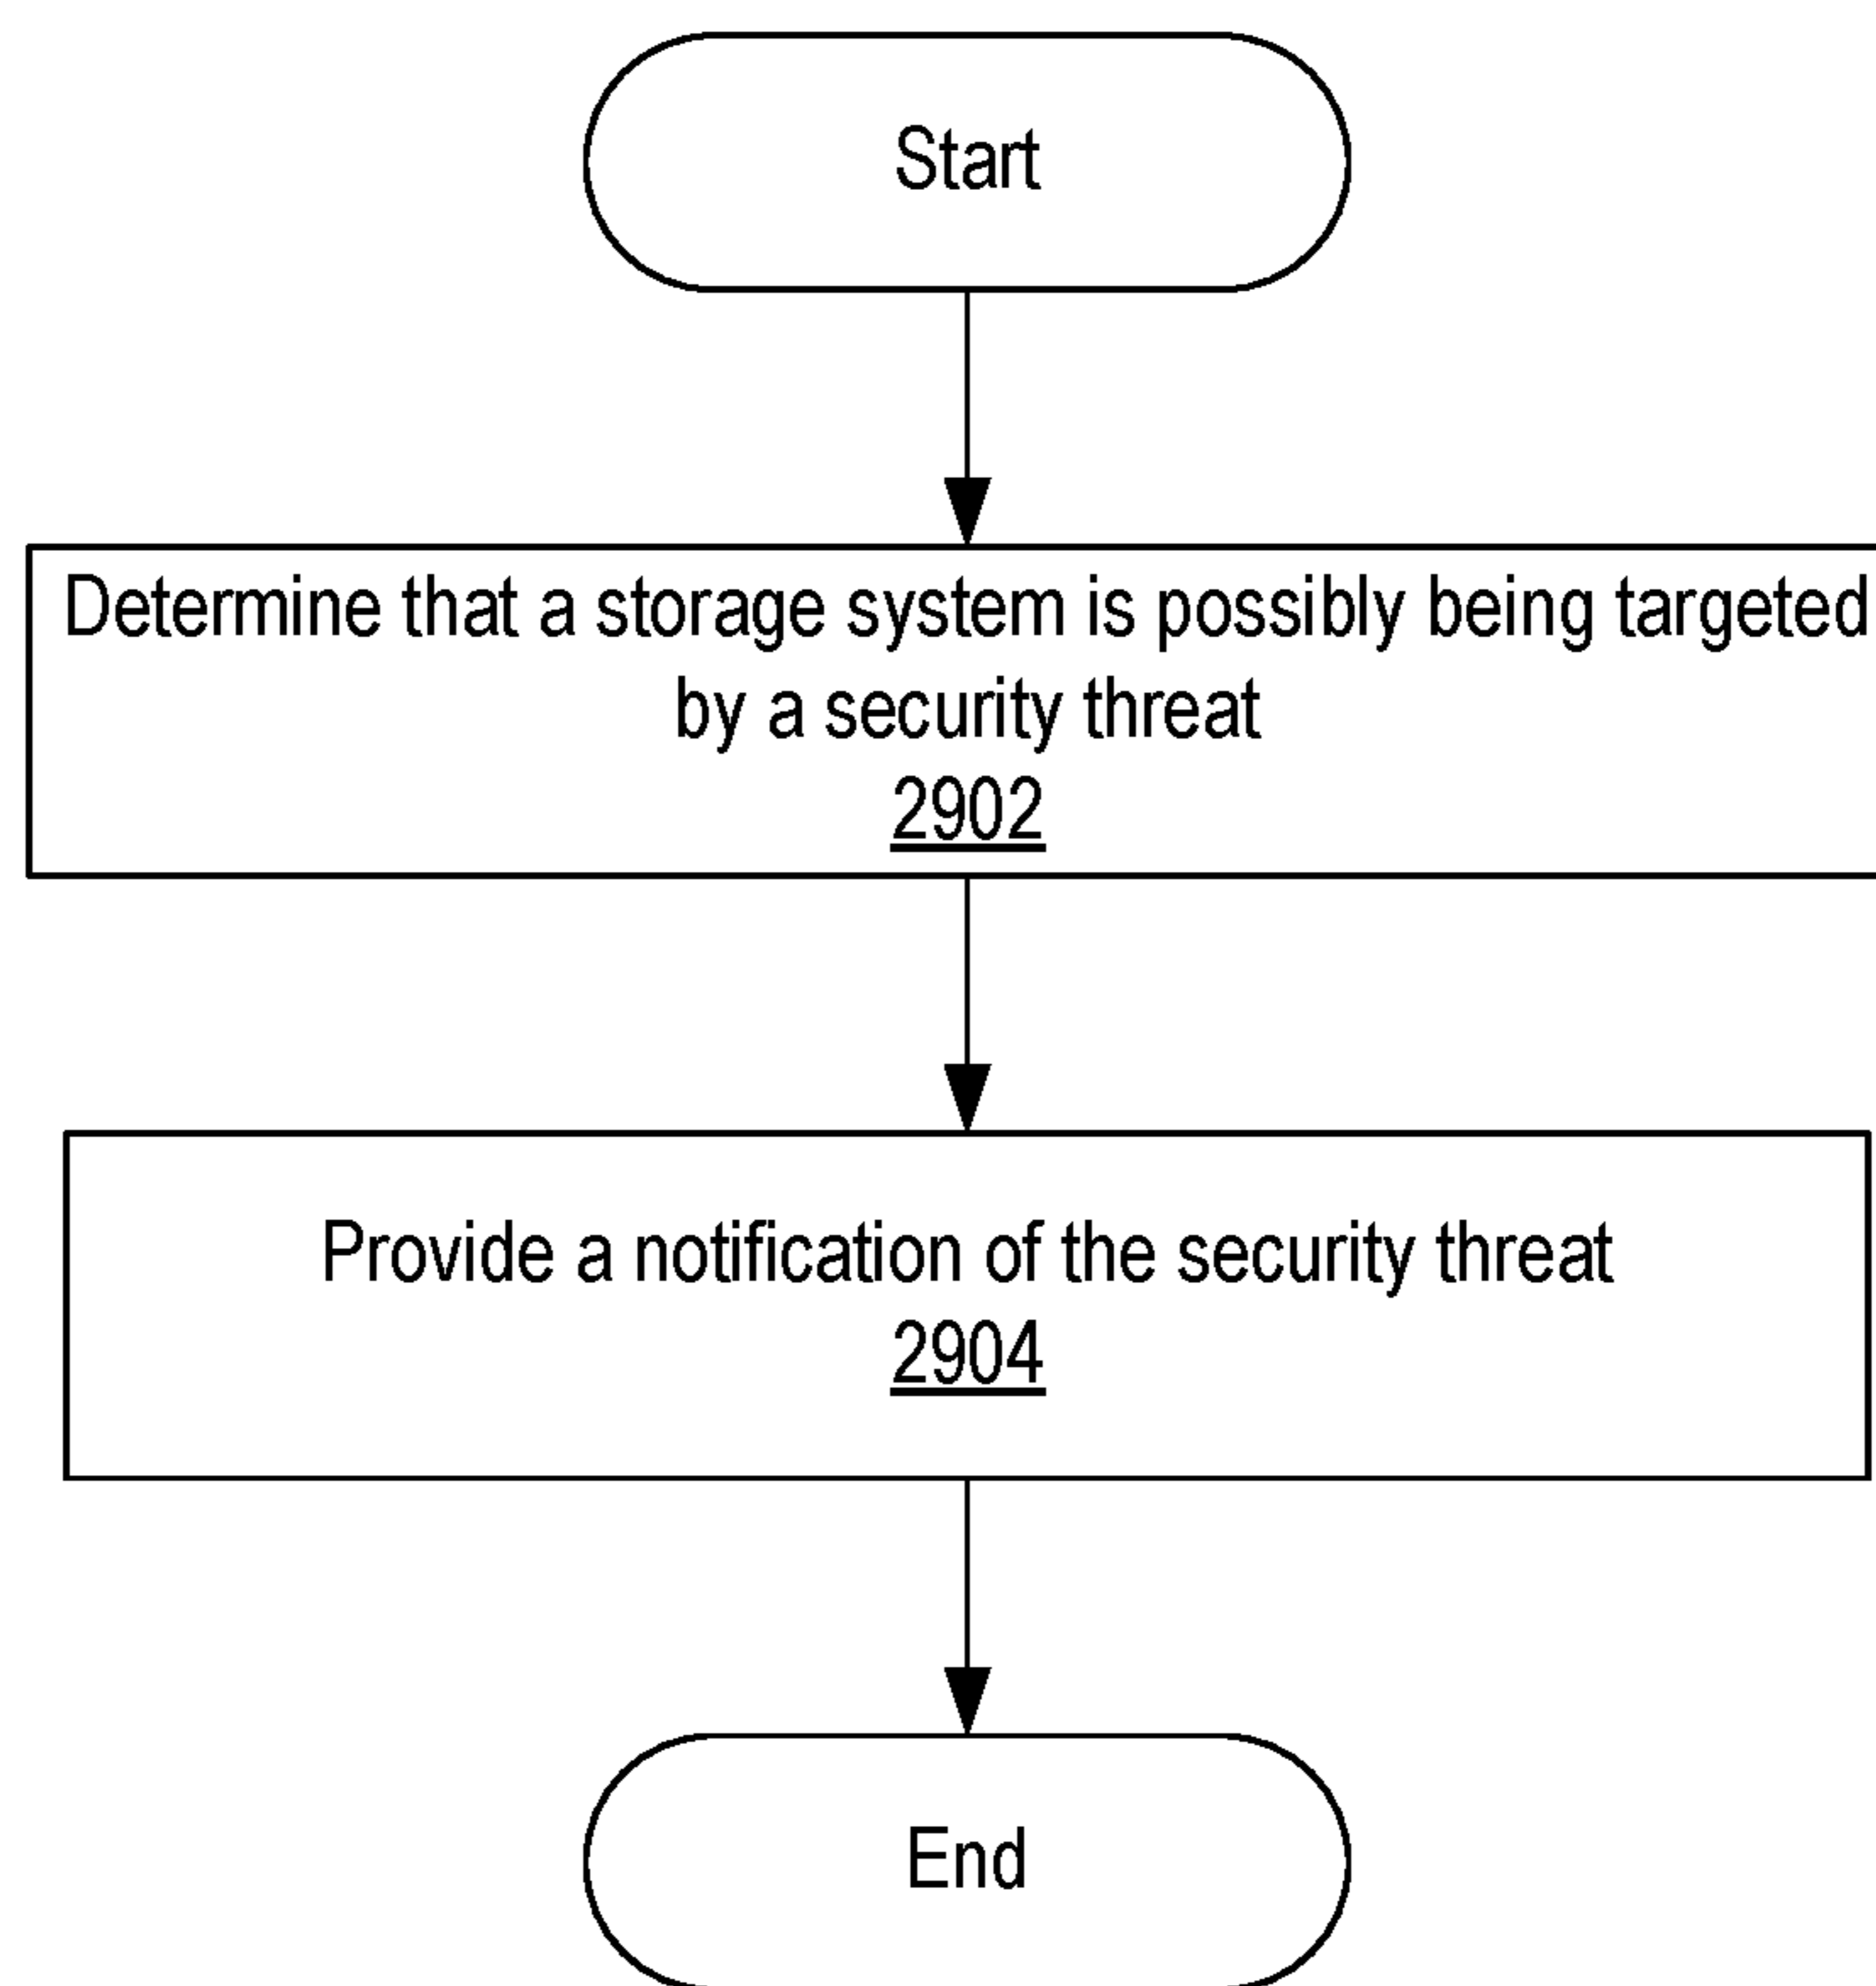 Start
Determine that a storage system is possibly being targeted
by a security threat
2902
Provide a notification of the security threat
2904
End